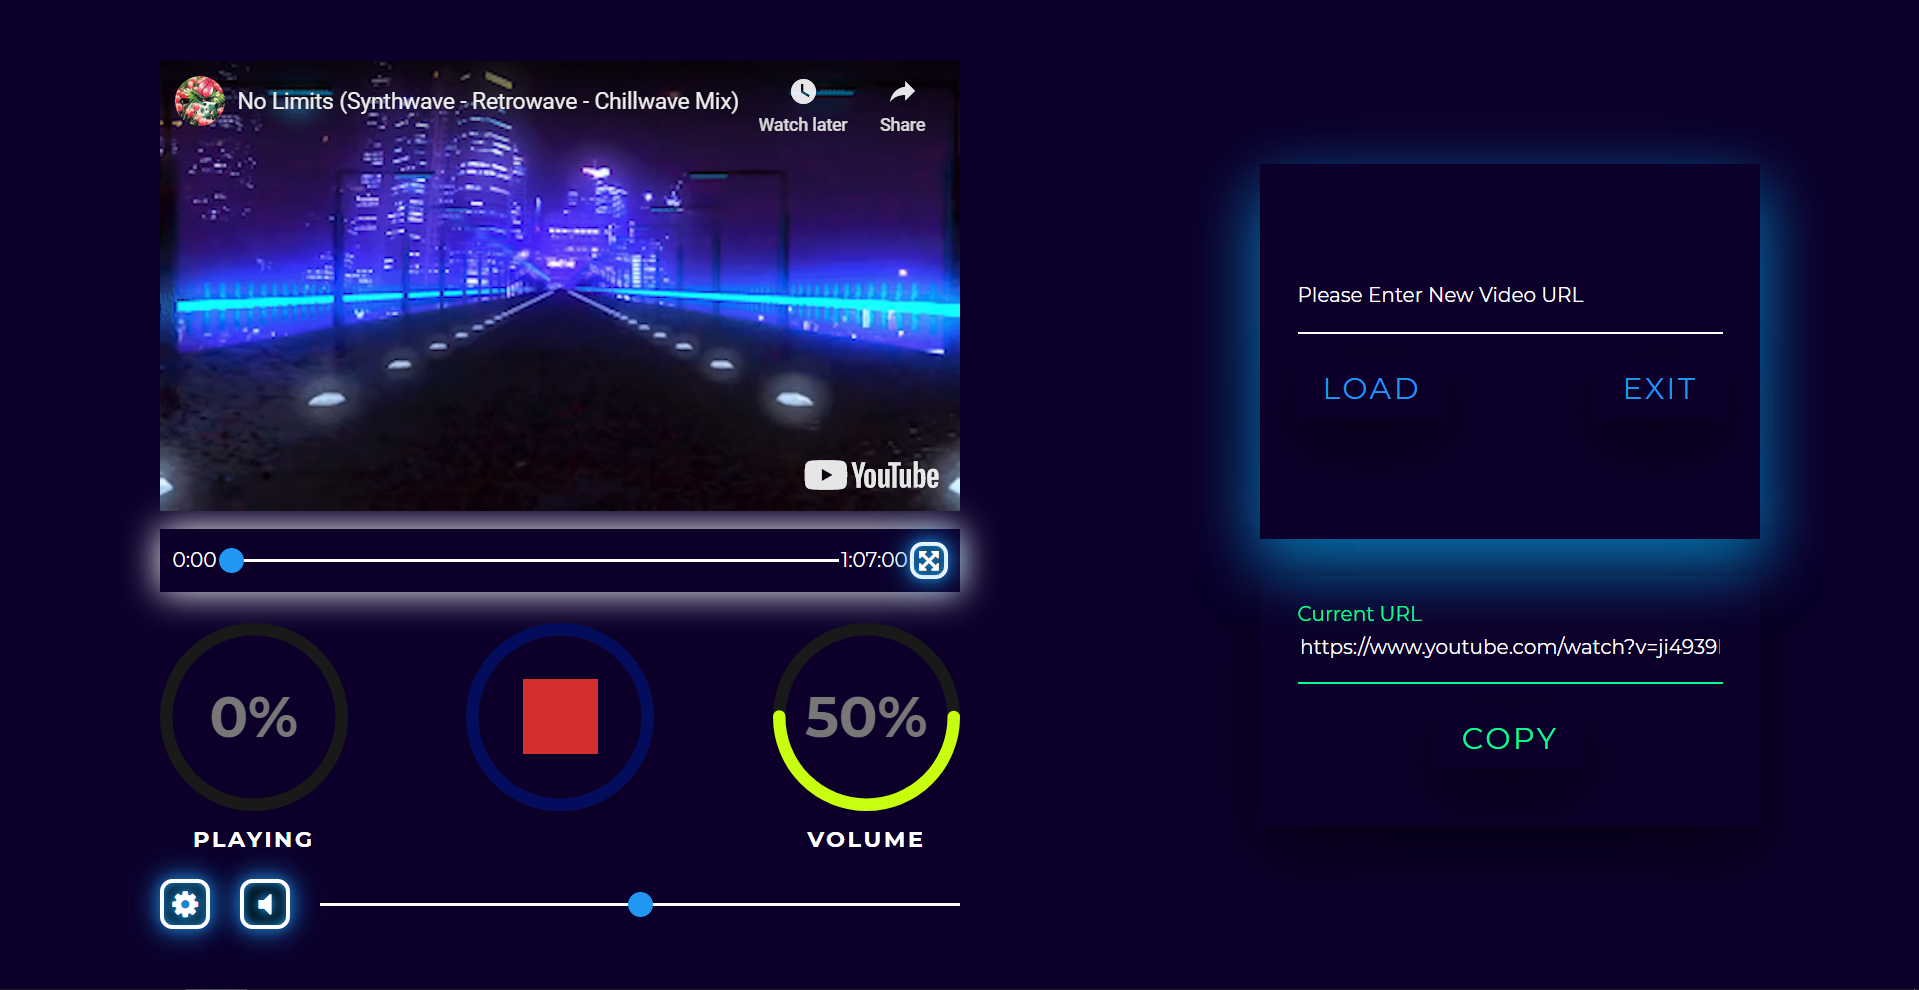 No Limits (Synthwave - Retrowave - Chillwave Mix)
Watch later
Share
YouTube
0:00
1:07:00
0%
50%
PLAYING
VOLUME
Please Enter New Video URL
LOAD
EXIT
Current URL
https://www.youtube.com/watch?v=ji4939
COPY